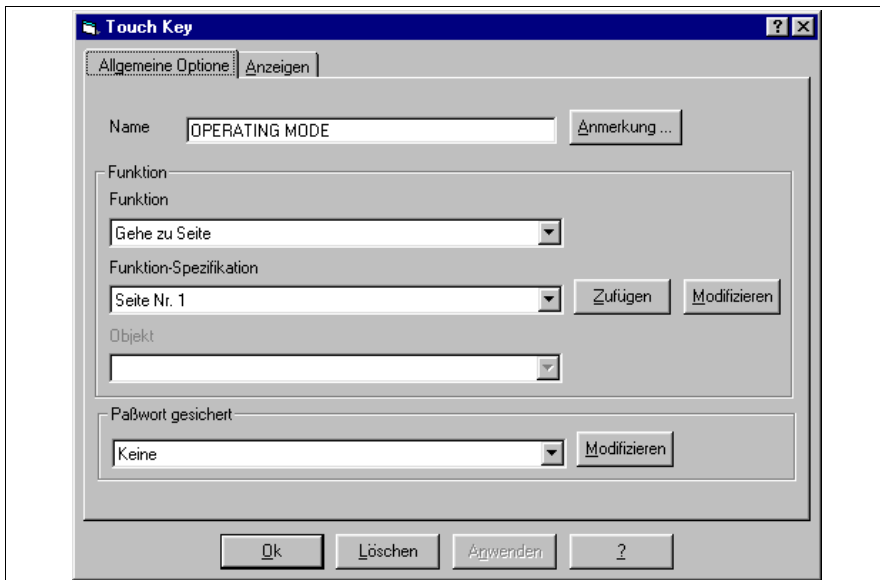 Touch Key
Allgemeine Optione Anzeigen
Name OPERATING MODE Anmerkung ...
Funktion
Funktion
Gehe zu Seite
Funktion-Spezifikation
Seite Nr. 1 Zufügen Modifizieren
Objekt
Paßwort gesichert
Keine Modifizieren
Ok Löschen Anwenden ?